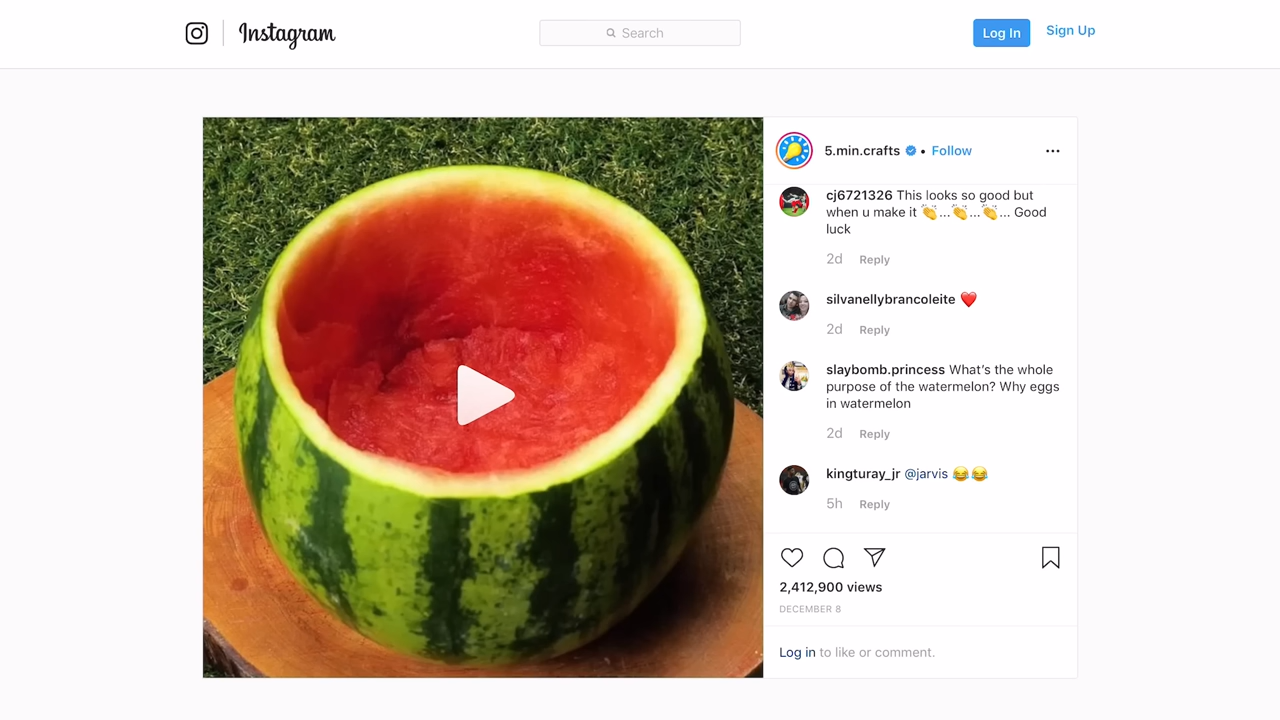 Instagram
Search
Log In
Sign Up
5.min.crafts • Follow
cj6721326 This looks so good but
when u make it 👏...👏...👏... Good
luck
2d Reply
silvanellybrancoleite ❤️
2d Reply
slaybomb.princess What's the whole
purpose of the watermelon? Why eggs
in watermelon
2d Reply
kingturay_jr @jarvis 😂😂
5h Reply
2,412,900 views
DECEMBER 8
Log in to like or comment.